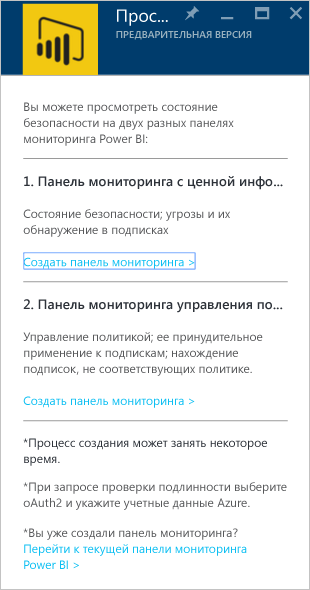 Прос...
ПРЕДВАРИТЕЛЬНАЯ ВЕРСИЯ
Вы можете просмотреть состояние
безопасности на двух разных панелях
мониторинга Power BI:
1. Панель мониторинга с ценной инфо...
Состояние безопасности; угрозы и их
обнаружение в подписках
Создать панель мониторинга >
2. Панель мониторинга управления по...
Управление политикой; ее принудительное
применение к подпискам; нахождение
подписок, не соответствующих политике.
Создать панель мониторинга >
*Процесс создания может занять некоторое
время.
*При запросе проверки подлинности выберите
oAuth2 и укажите учетные данные Azure.
*Вы уже создали панель мониторинга?
Перейти к текущей панели мониторинга
Power BI >